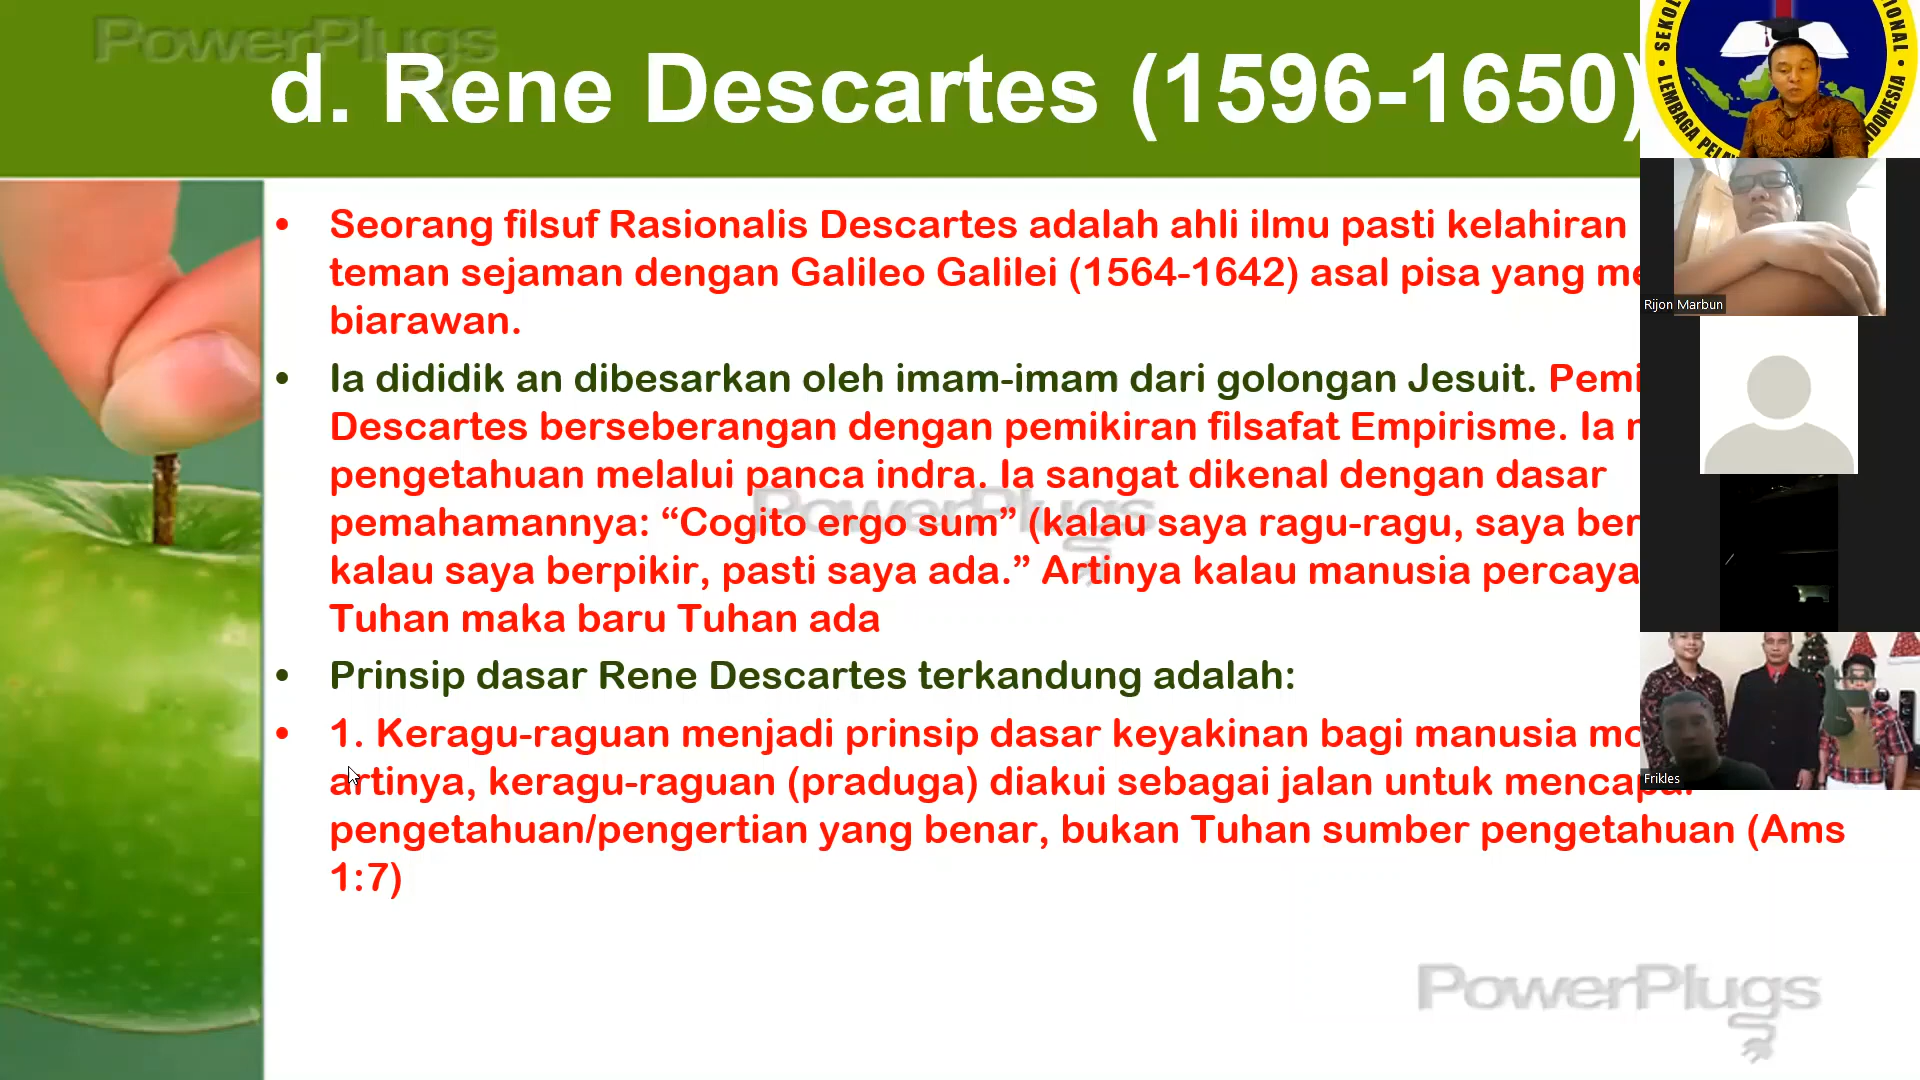 PowerPlugs
d. Rene Descartes (1596-1650)
• Seorang filsuf Rasionalis Descartes adalah ahli ilmu pasti kelahiran
teman sejaman dengan Galileo Galilei (1564-1642) asal pisa yang
biarawan.
• Ia dididik an dibesarkan oleh imam-imam dari golongan Jesuit.
Descartes berseberangan dengan pemikiran filsafat Empirisme. Ia
pengetahuan melalui panca indra. Ia sangat dikenal dengan dasar
PowerPlugs
pemahamannya: “Cogito ergo sum” (kalau saya ragu-ragu, saya
kalau saya berpikir, pasti saya ada.” Artinya kalau manusia percaya
Tuhan maka baru Tuhan ada
• Prinsip dasar Rene Descartes terkandung adalah:
• 1. Keragu-raguan menjadi prinsip dasar keyakinan bagi manusia
artinya, keragu-raguan (praduga) diakui sebagai jalan untuk mencapai
pengetahuan/pengertian yang benar, bukan Tuhan sumber pengetahuan (Ams
1:7)
PowerPlugs
LEMBAGA
Rijon Marbun
Frikles